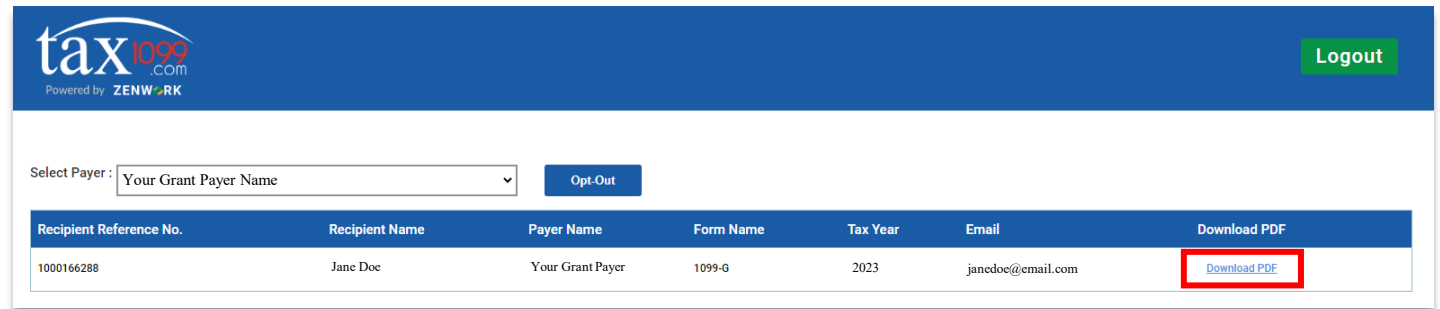 tax1099
.com
Powered by ZENWORK
Logout
Select Payer : Your Grant Payer Name Opt-Out
Recipient Reference No. Recipient Name Payer Name Form Name Tax Year Email Download PDF
1000166288 Jane Doe Your Grant Payer 1099-G 2023 janedoe@email.com Download PDF